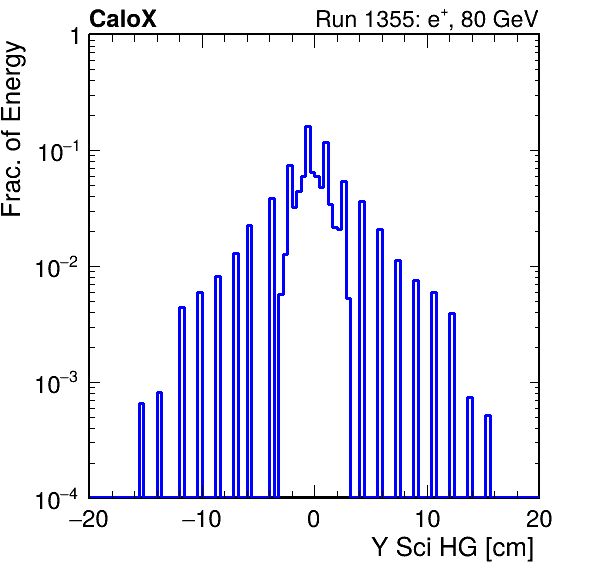 CaloX Run 1355: e⁺, 80 GeV
Frac. of Energy
1
10⁻¹
10⁻²
10⁻³
10⁻⁴
−20 −10 0 10 20
Y Sci HG [cm]